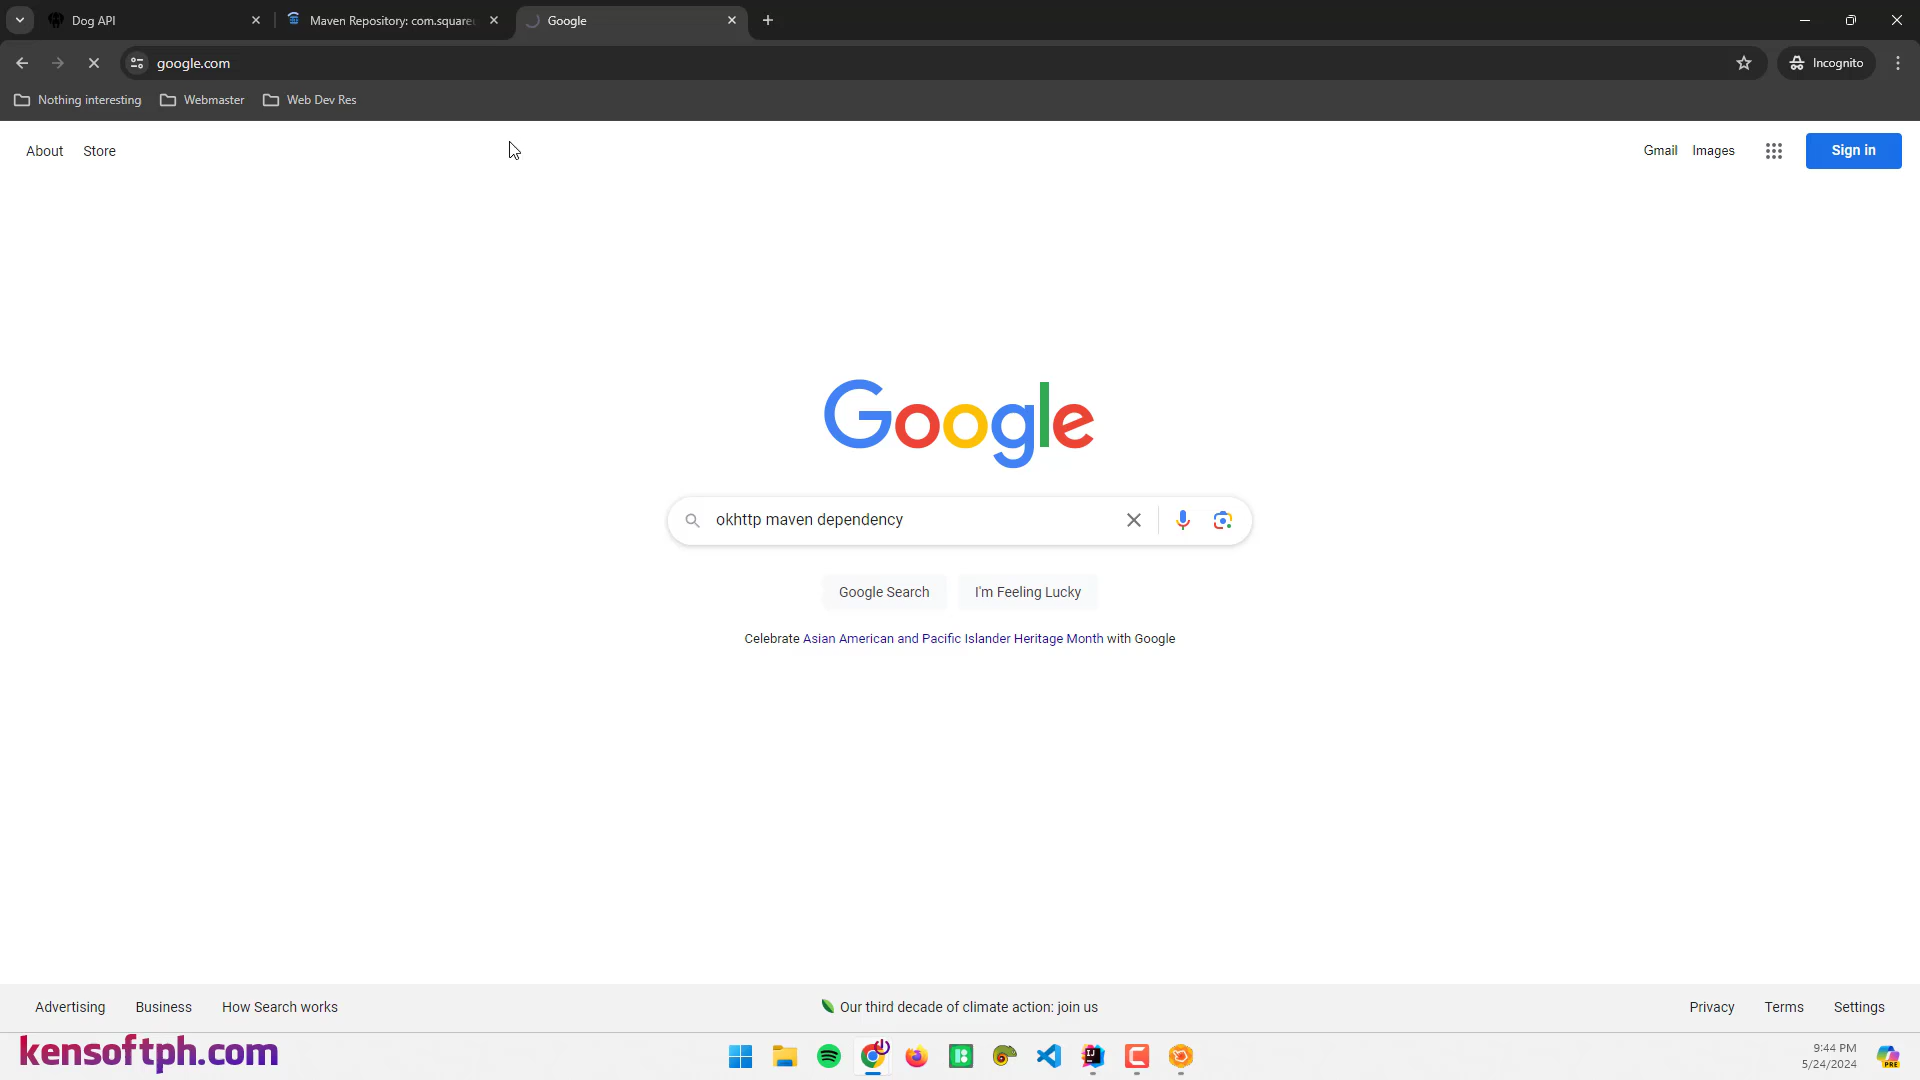 Dog API
Maven Repository: com.square
Google
google.com
Incognito
Nothing interesting
Webmaster
Web Dev Res
About
Store
Gmail
Images
Sign in
Google
okhttp maven dependency
Google Search
I'm Feeling Lucky
Celebrate Asian American and Pacific Islander Heritage Month with Google
Advertising
Business
How Search works
Our third decade of climate action: join us
Privacy
Terms
Settings
kensoftph.com
IJ
PRE
9:44 PM
5/24/2024